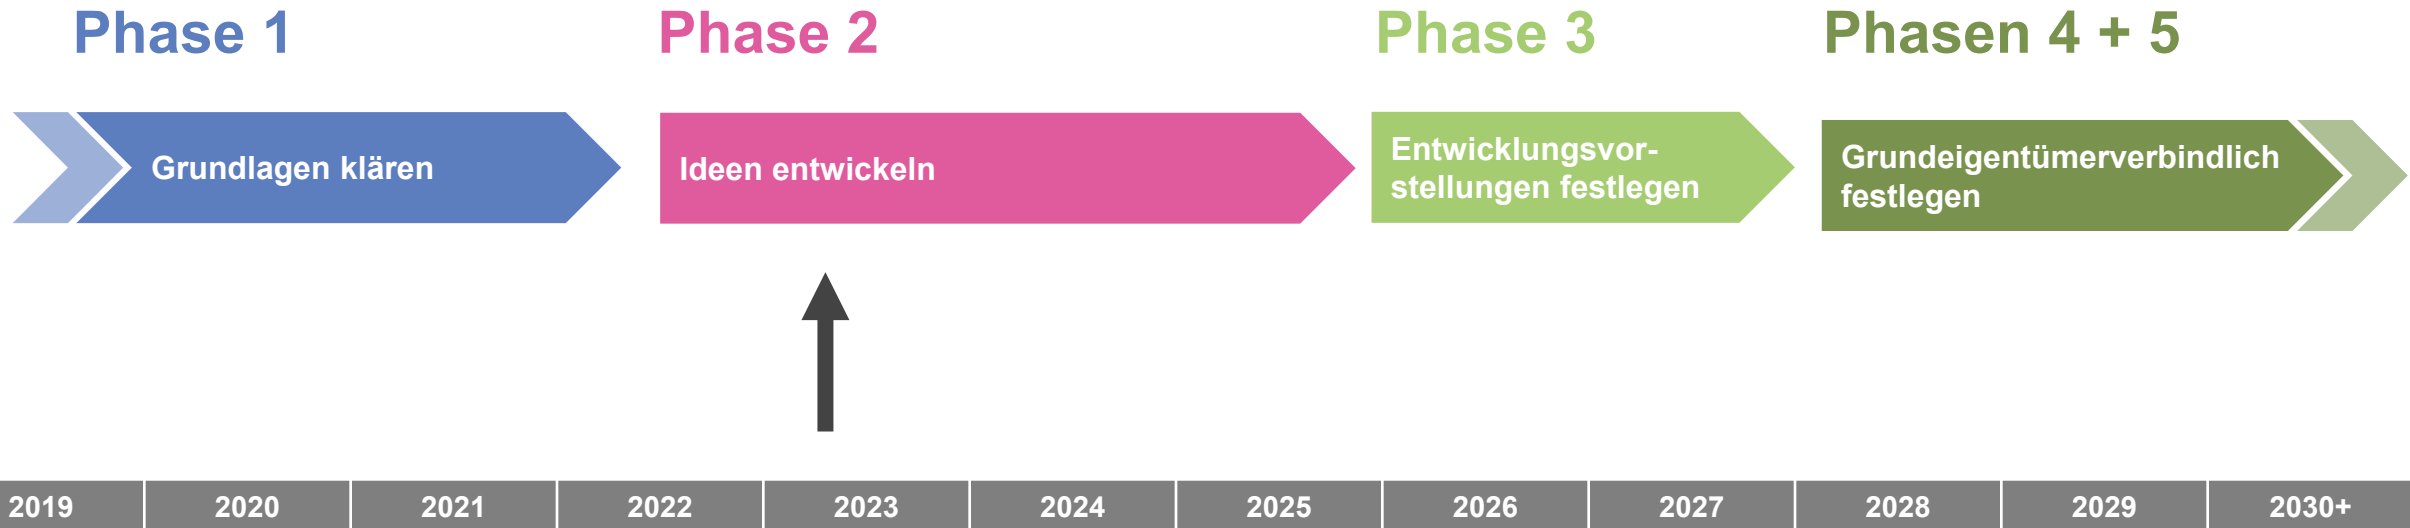 Phase 1
Phase 2
Phase 3
Phasen 4 + 5
Grundlagen klären
Ideen entwickeln
Entwicklungsvor-
stellungen festlegen
Grundeigentümerverbindlich
festlegen
2019 2020 2021 2022 2023 2024 2025 2026 2027 2028 2029 2030+